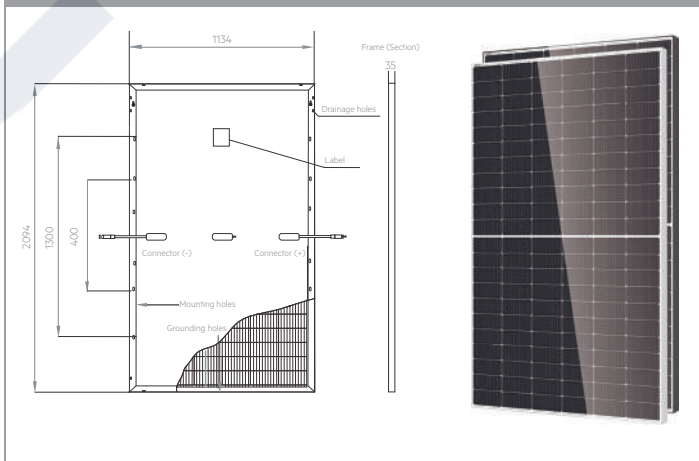 1134
Frame (Section)
35
Drainage holes
Label
2094
1300
400
Connector (-)
Connector (+)
Mounting holes
Grounding holes